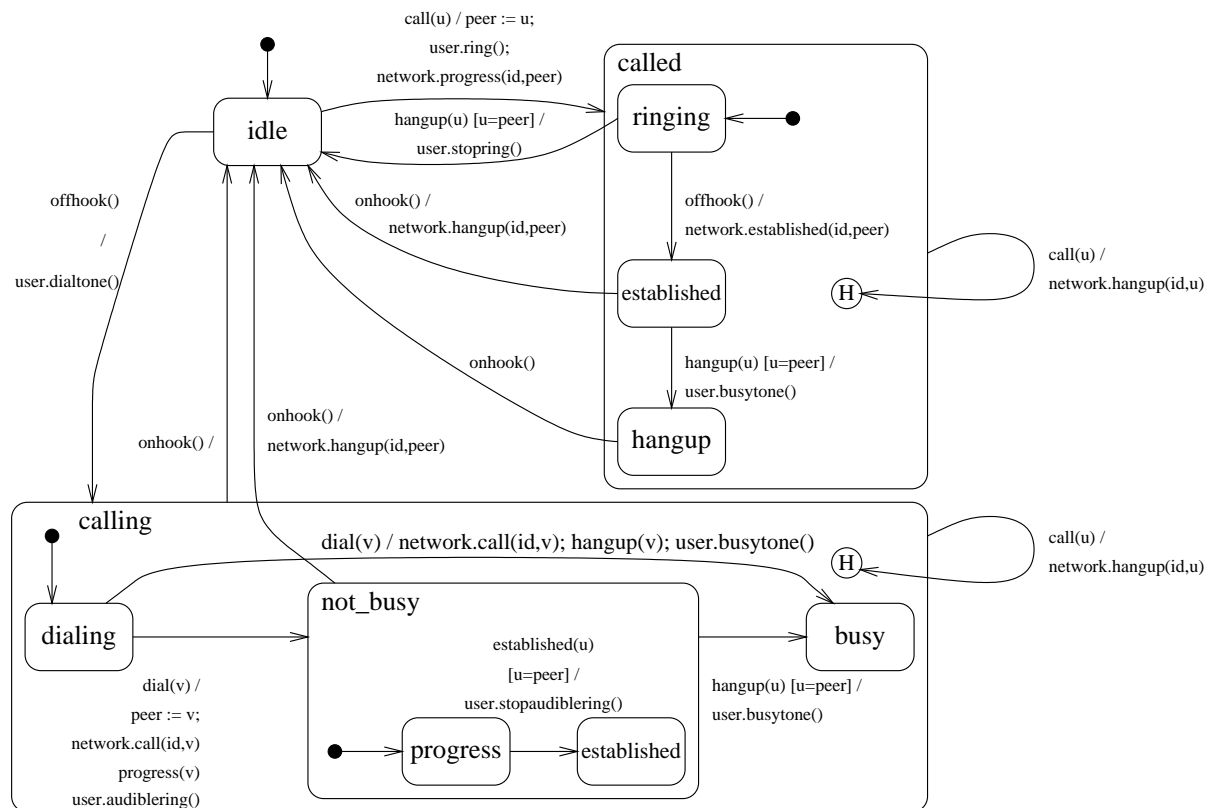 call(u) / peer := u;
user.ring();
network.progress(id,peer)
called
idle
ringing
hangup(u) [u=peer] /
user.stopring()
offhook()
/
user.dialtone()
onhook() /
network.hangup(id,peer)
offhook() /
network.established(id,peer)
call(u) /
network.hangup(id,u)
established
H
hangup(u) [u=peer] /
user.busytone()
onhook()
hangup
onhook() /
onhook() /
network.hangup(id,peer)
calling
dial(v) / network.call(id,v); hangup(v); user.busytone()
H
call(u) /
network.hangup(id,u)
not_busy
dialing
busy
established(u)
[u=peer] /
user.stopaudiblering()
dial(v) /
peer := v;
network.call(id,v)
progress(v)
user.audiblering()
hangup(u) [u=peer] /
user.busytone()
progress
established